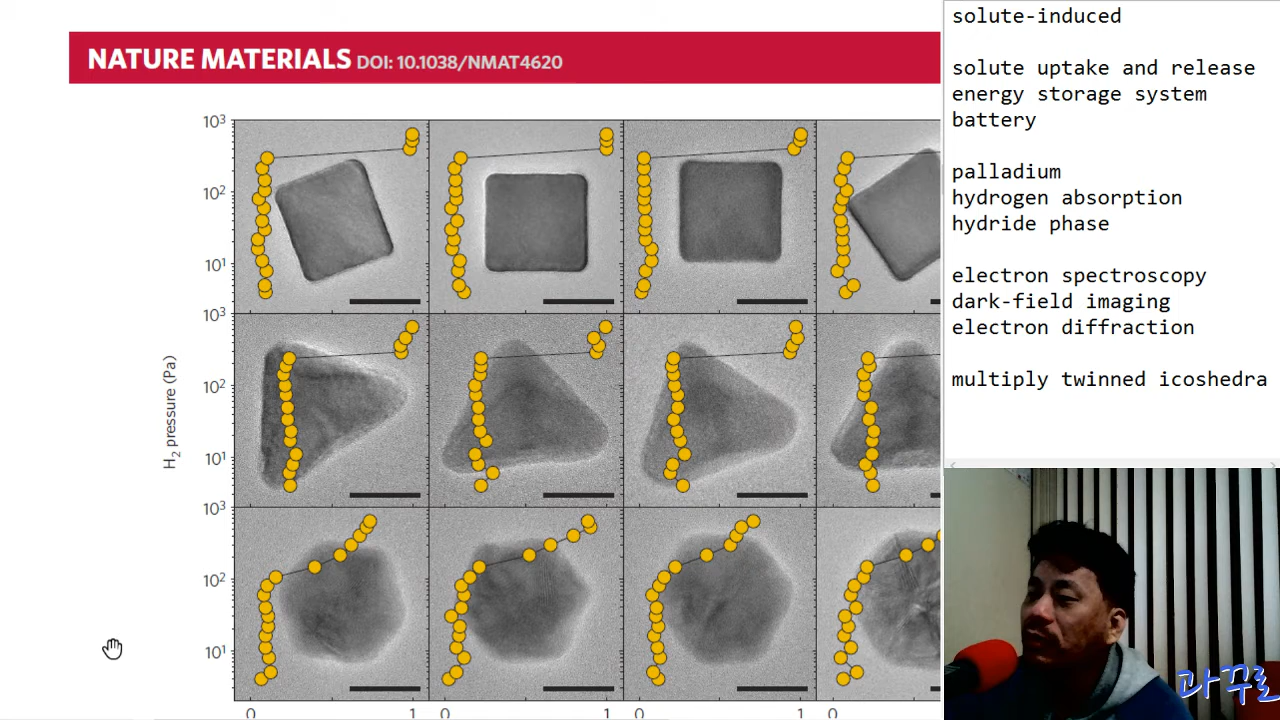 NATURE MATERIALS DOI: 10.1038/NMAT4620
solute-induced
solute uptake and release
energy storage system
battery
palladium
hydrogen absorption
hydride phase
electron spectroscopy
dark-field imaging
electron diffraction
multiply twinned icoshedra
H₂ pressure (Pa)
10³
10²
10¹
10³
10²
10¹
10³
10²
10¹
0 1 0 1 0 1 0
과꾸로